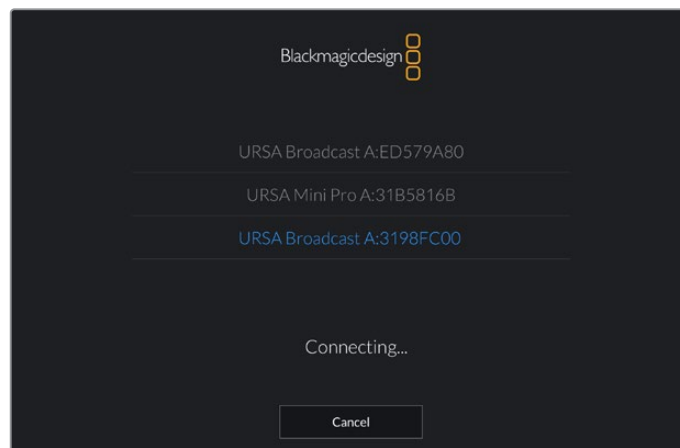 Blackmagicdesign
URSA Broadcast A:ED579A80
URSA Mini Pro A:31B5816B
URSA Broadcast A:3198FC00
Connecting...
Cancel